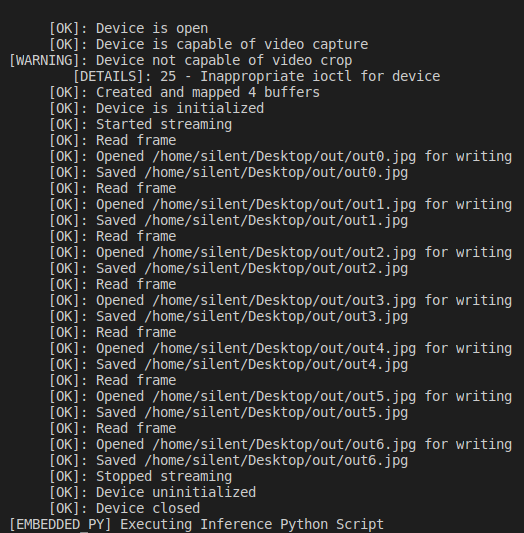 [OK]: Device is open
[OK]: Device is capable of video capture
[WARNING]: Device not capable of video crop
[DETAILS]: 25 - Inappropriate ioctl for device
[OK]: Created and mapped 4 buffers
[OK]: Device is initialized
[OK]: Started streaming
[OK]: Read frame
[OK]: Opened /home/silent/Desktop/out/out0.jpg for writing
[OK]: Saved /home/silent/Desktop/out/out0.jpg
[OK]: Read frame
[OK]: Opened /home/silent/Desktop/out/out1.jpg for writing
[OK]: Saved /home/silent/Desktop/out/out1.jpg
[OK]: Read frame
[OK]: Opened /home/silent/Desktop/out/out2.jpg for writing
[OK]: Saved /home/silent/Desktop/out/out2.jpg
[OK]: Read frame
[OK]: Opened /home/silent/Desktop/out/out3.jpg for writing
[OK]: Saved /home/silent/Desktop/out/out3.jpg
[OK]: Read frame
[OK]: Opened /home/silent/Desktop/out/out4.jpg for writing
[OK]: Saved /home/silent/Desktop/out/out4.jpg
[OK]: Read frame
[OK]: Opened /home/silent/Desktop/out/out5.jpg for writing
[OK]: Saved /home/silent/Desktop/out/out5.jpg
[OK]: Read frame
[OK]: Opened /home/silent/Desktop/out/out6.jpg for writing
[OK]: Saved /home/silent/Desktop/out/out6.jpg
[OK]: Stopped streaming
[OK]: Device uninitialized
[OK]: Device closed
[EMBEDDED_PY] Executing Inference Python Script